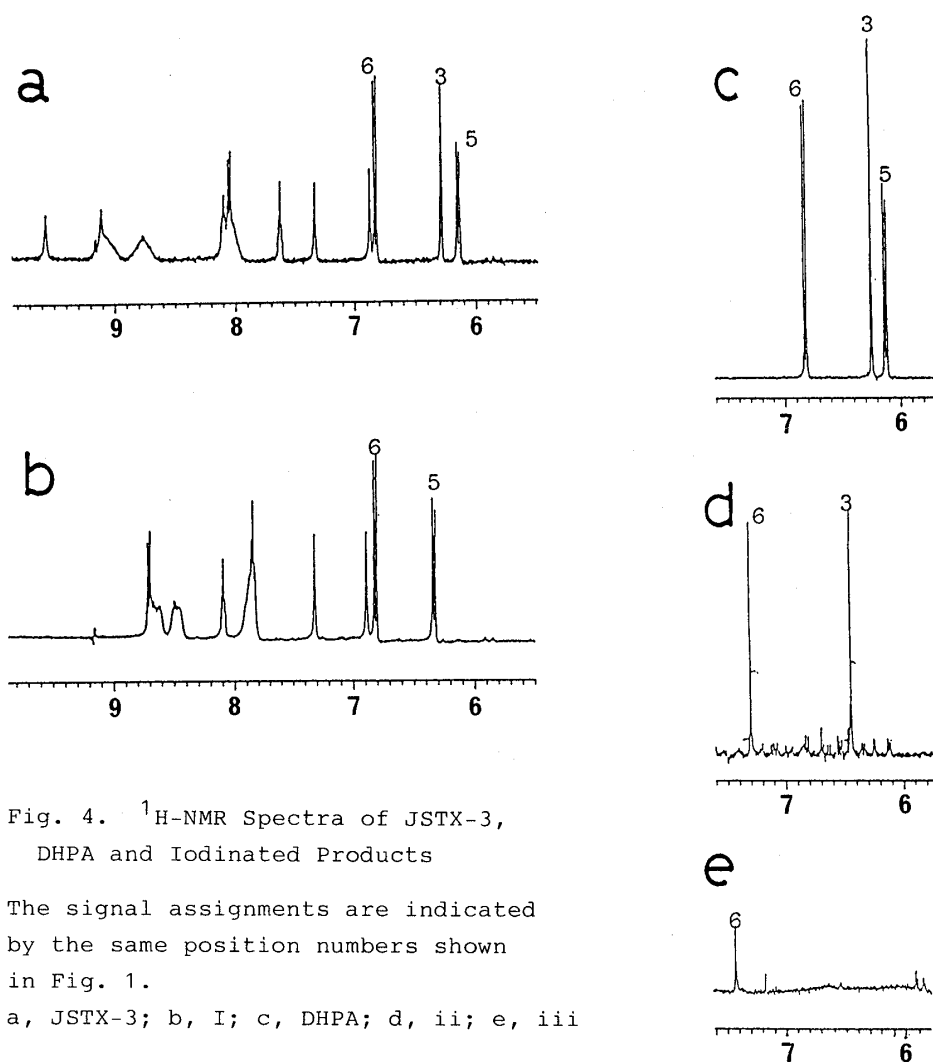 a
6
3
5
9
8
7
6
b
6
5
9
8
7
6
Fig. 4. ¹H-NMR Spectra of JSTX-3,
DHPA and Iodinated Products
The signal assignments are indicated
by the same position numbers shown
in Fig. 1.
a, JSTX-3; b, I; c, DHPA; d, ii; e, iii
c
6
3
5
7
6
d
6
3
7
6
e
6
7
6